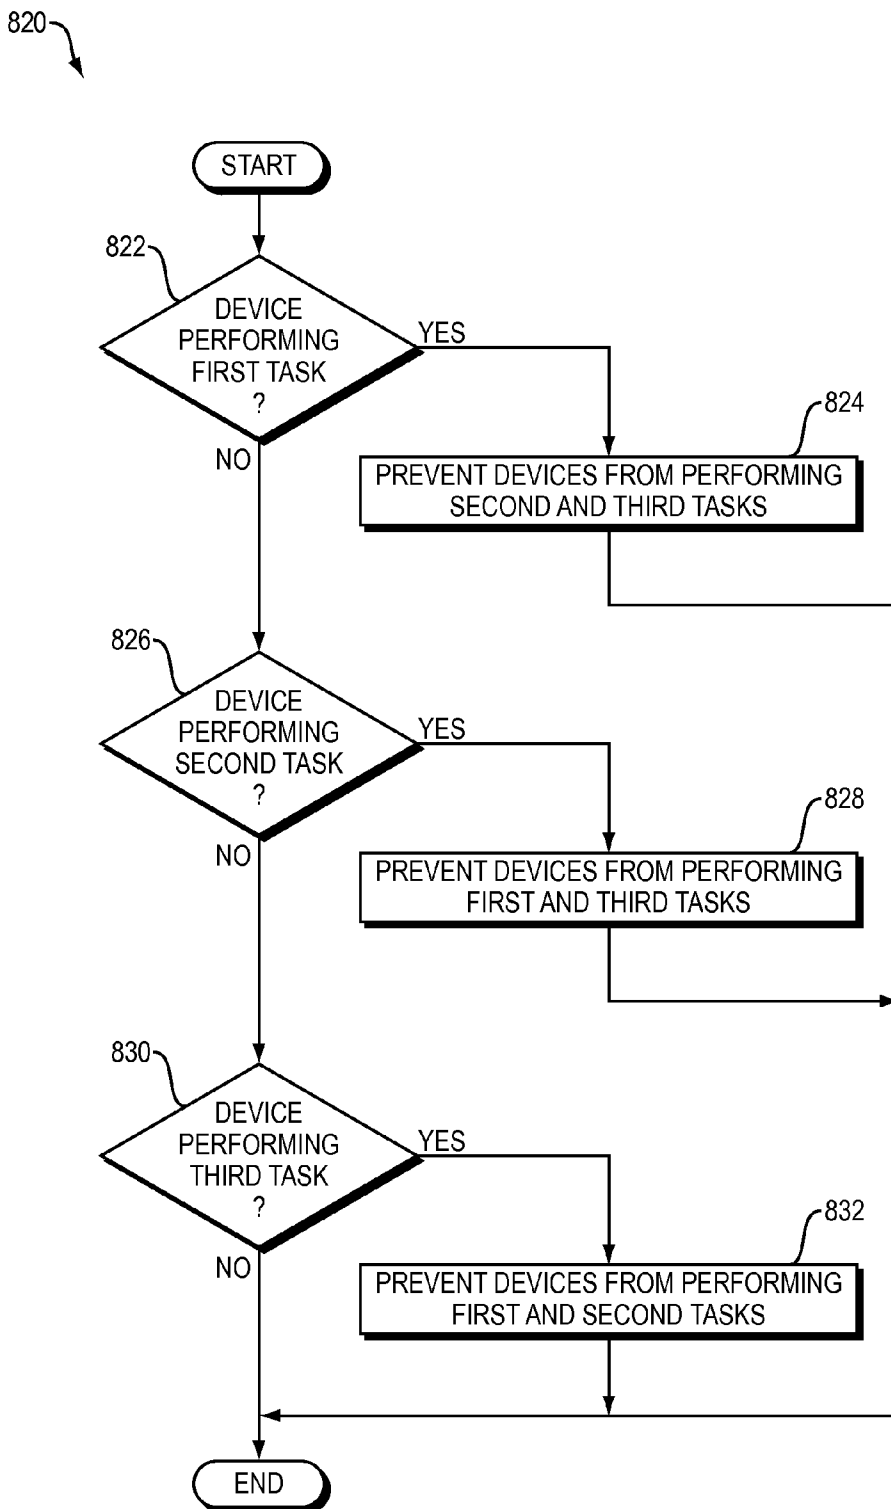 820
START
822
DEVICE
PERFORMING
FIRST TASK
?
YES
NO
824
PREVENT DEVICES FROM PERFORMING
SECOND AND THIRD TASKS
826
DEVICE
PERFORMING
SECOND TASK
?
YES
NO
828
PREVENT DEVICES FROM PERFORMING
FIRST AND THIRD TASKS
830
DEVICE
PERFORMING
THIRD TASK
?
YES
NO
832
PREVENT DEVICES FROM PERFORMING
FIRST AND SECOND TASKS
END